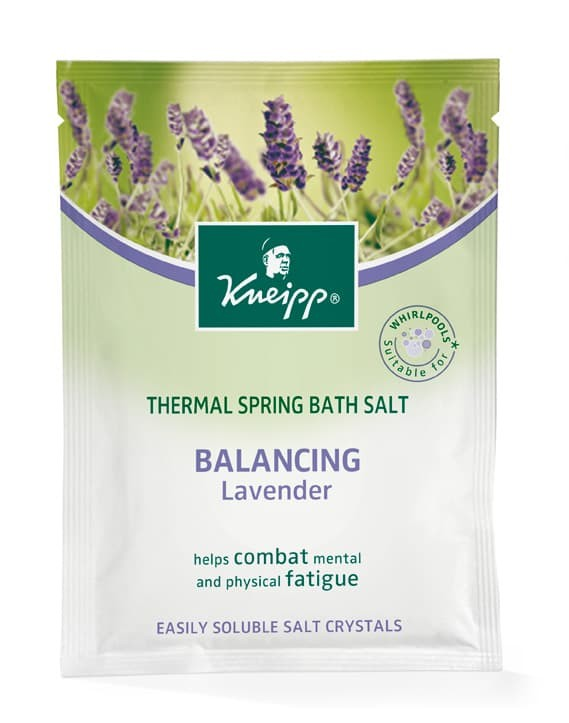 Kneipp®
WHIRLPOOLS*
Suitable for
THERMAL SPRING BATH SALT
BALANCING
Lavender
helps combat mental
and physical fatigue
EASILY SOLUBLE SALT CRYSTALS